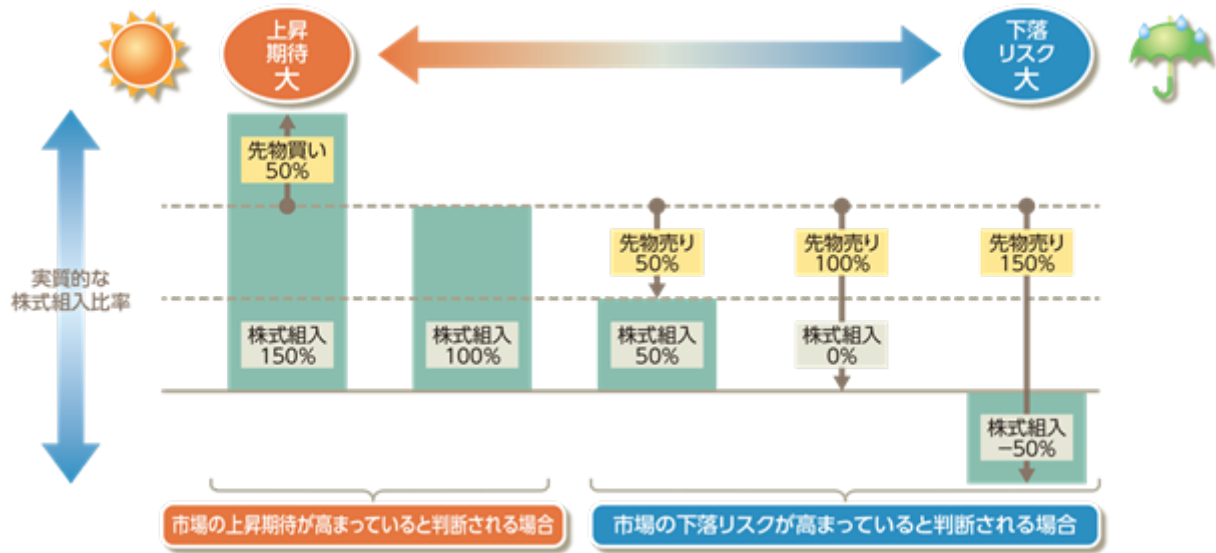 上昇
期待
大
下落
リスク
大
先物買い
50%
先物売り
50%
先物売り
100%
先物売り
150%
実質的な
株式組入比率
株式組入
150%
株式組入
100%
株式組入
50%
株式組入
0%
株式組入
−50%
市場の上昇期待が高まっていると判断される場合
市場の下落リスクが高まっていると判断される場合